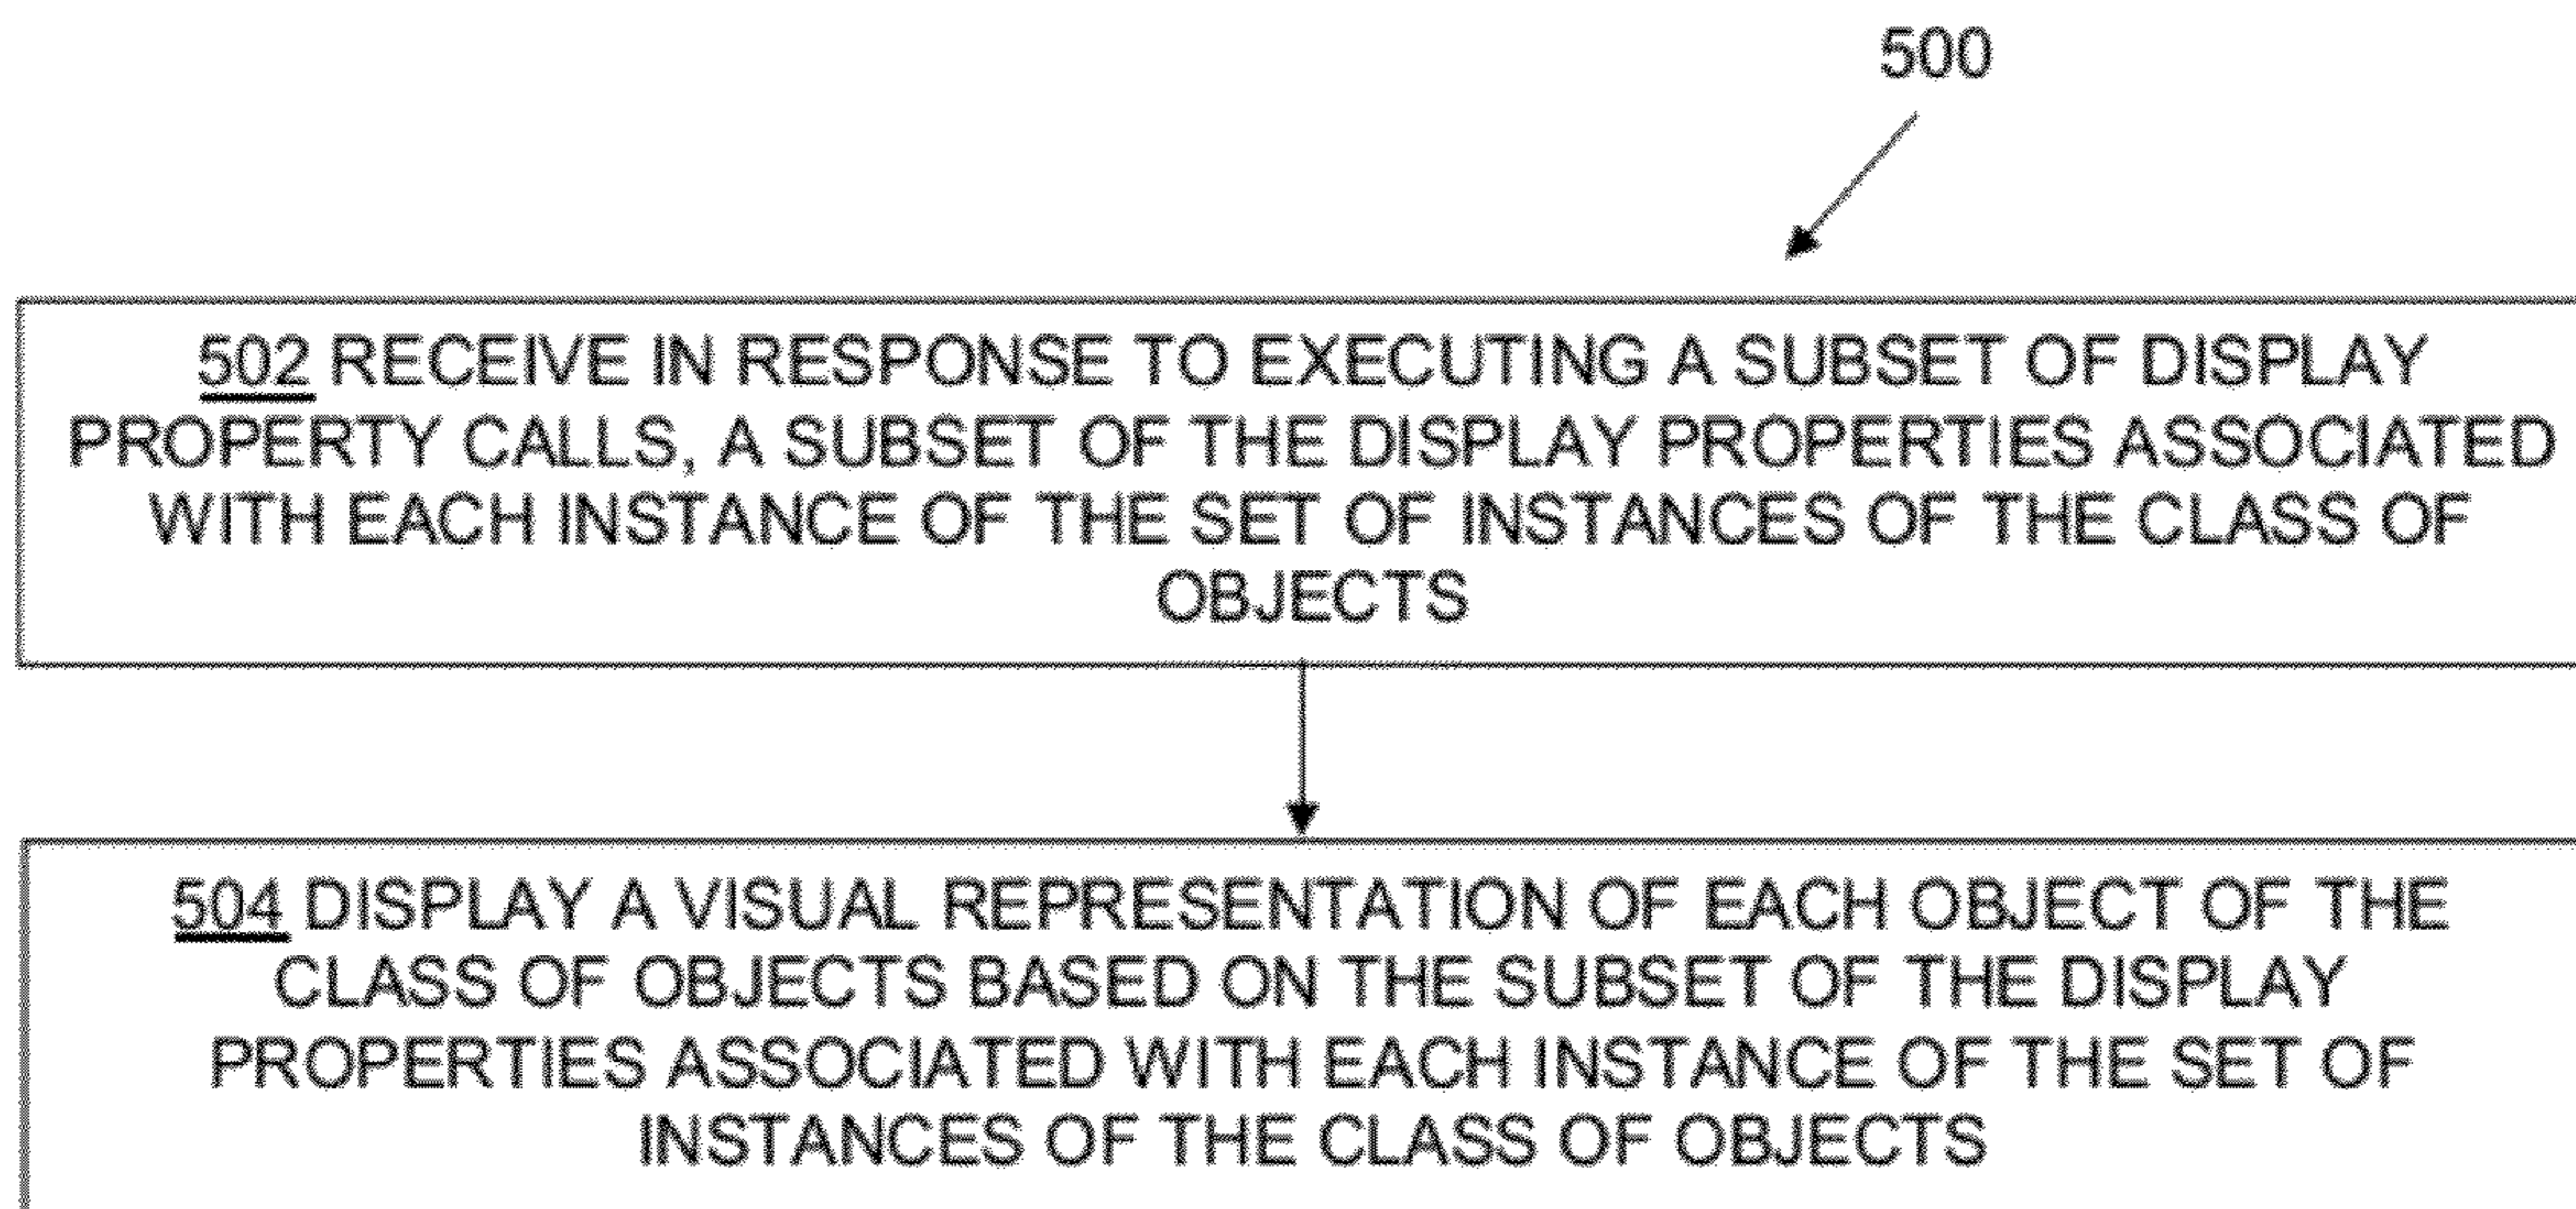 500
502 RECEIVE IN RESPONSE TO EXECUTING A SUBSET OF DISPLAY
PROPERTY CALLS, A SUBSET OF THE DISPLAY PROPERTIES ASSOCIATED
WITH EACH INSTANCE OF THE SET OF INSTANCES OF THE CLASS OF
OBJECTS
504 DISPLAY A VISUAL REPRESENTATION OF EACH OBJECT OF THE
CLASS OF OBJECTS BASED ON THE SUBSET OF THE DISPLAY
PROPERTIES ASSOCIATED WITH EACH INSTANCE OF THE SET OF
INSTANCES OF THE CLASS OF OBJECTS